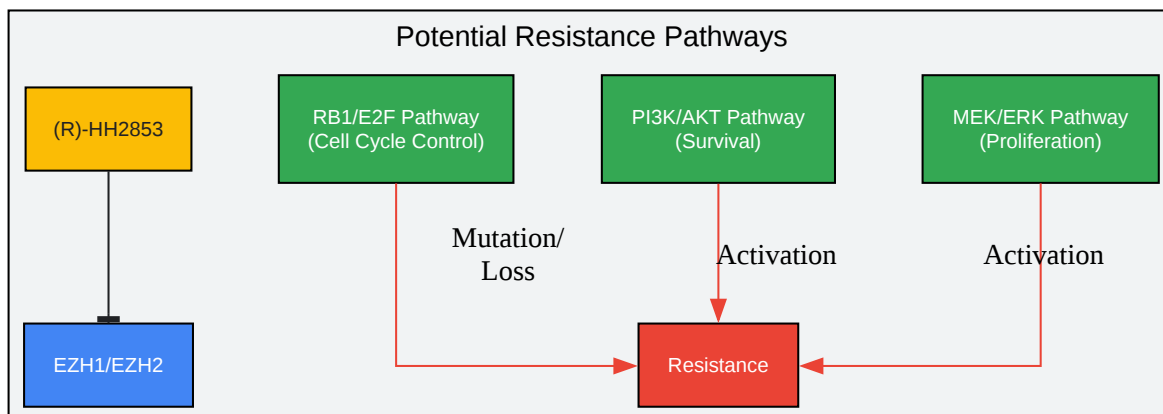 Potential Resistance Pathways
(R)-HH2853
RB1/E2F Pathway
(Cell Cycle Control)
PI3K/AKT Pathway
(Survival)
MEK/ERK Pathway
(Proliferation)
Mutation/
Loss
Activation
Activation
EZH1/EZH2
Resistance